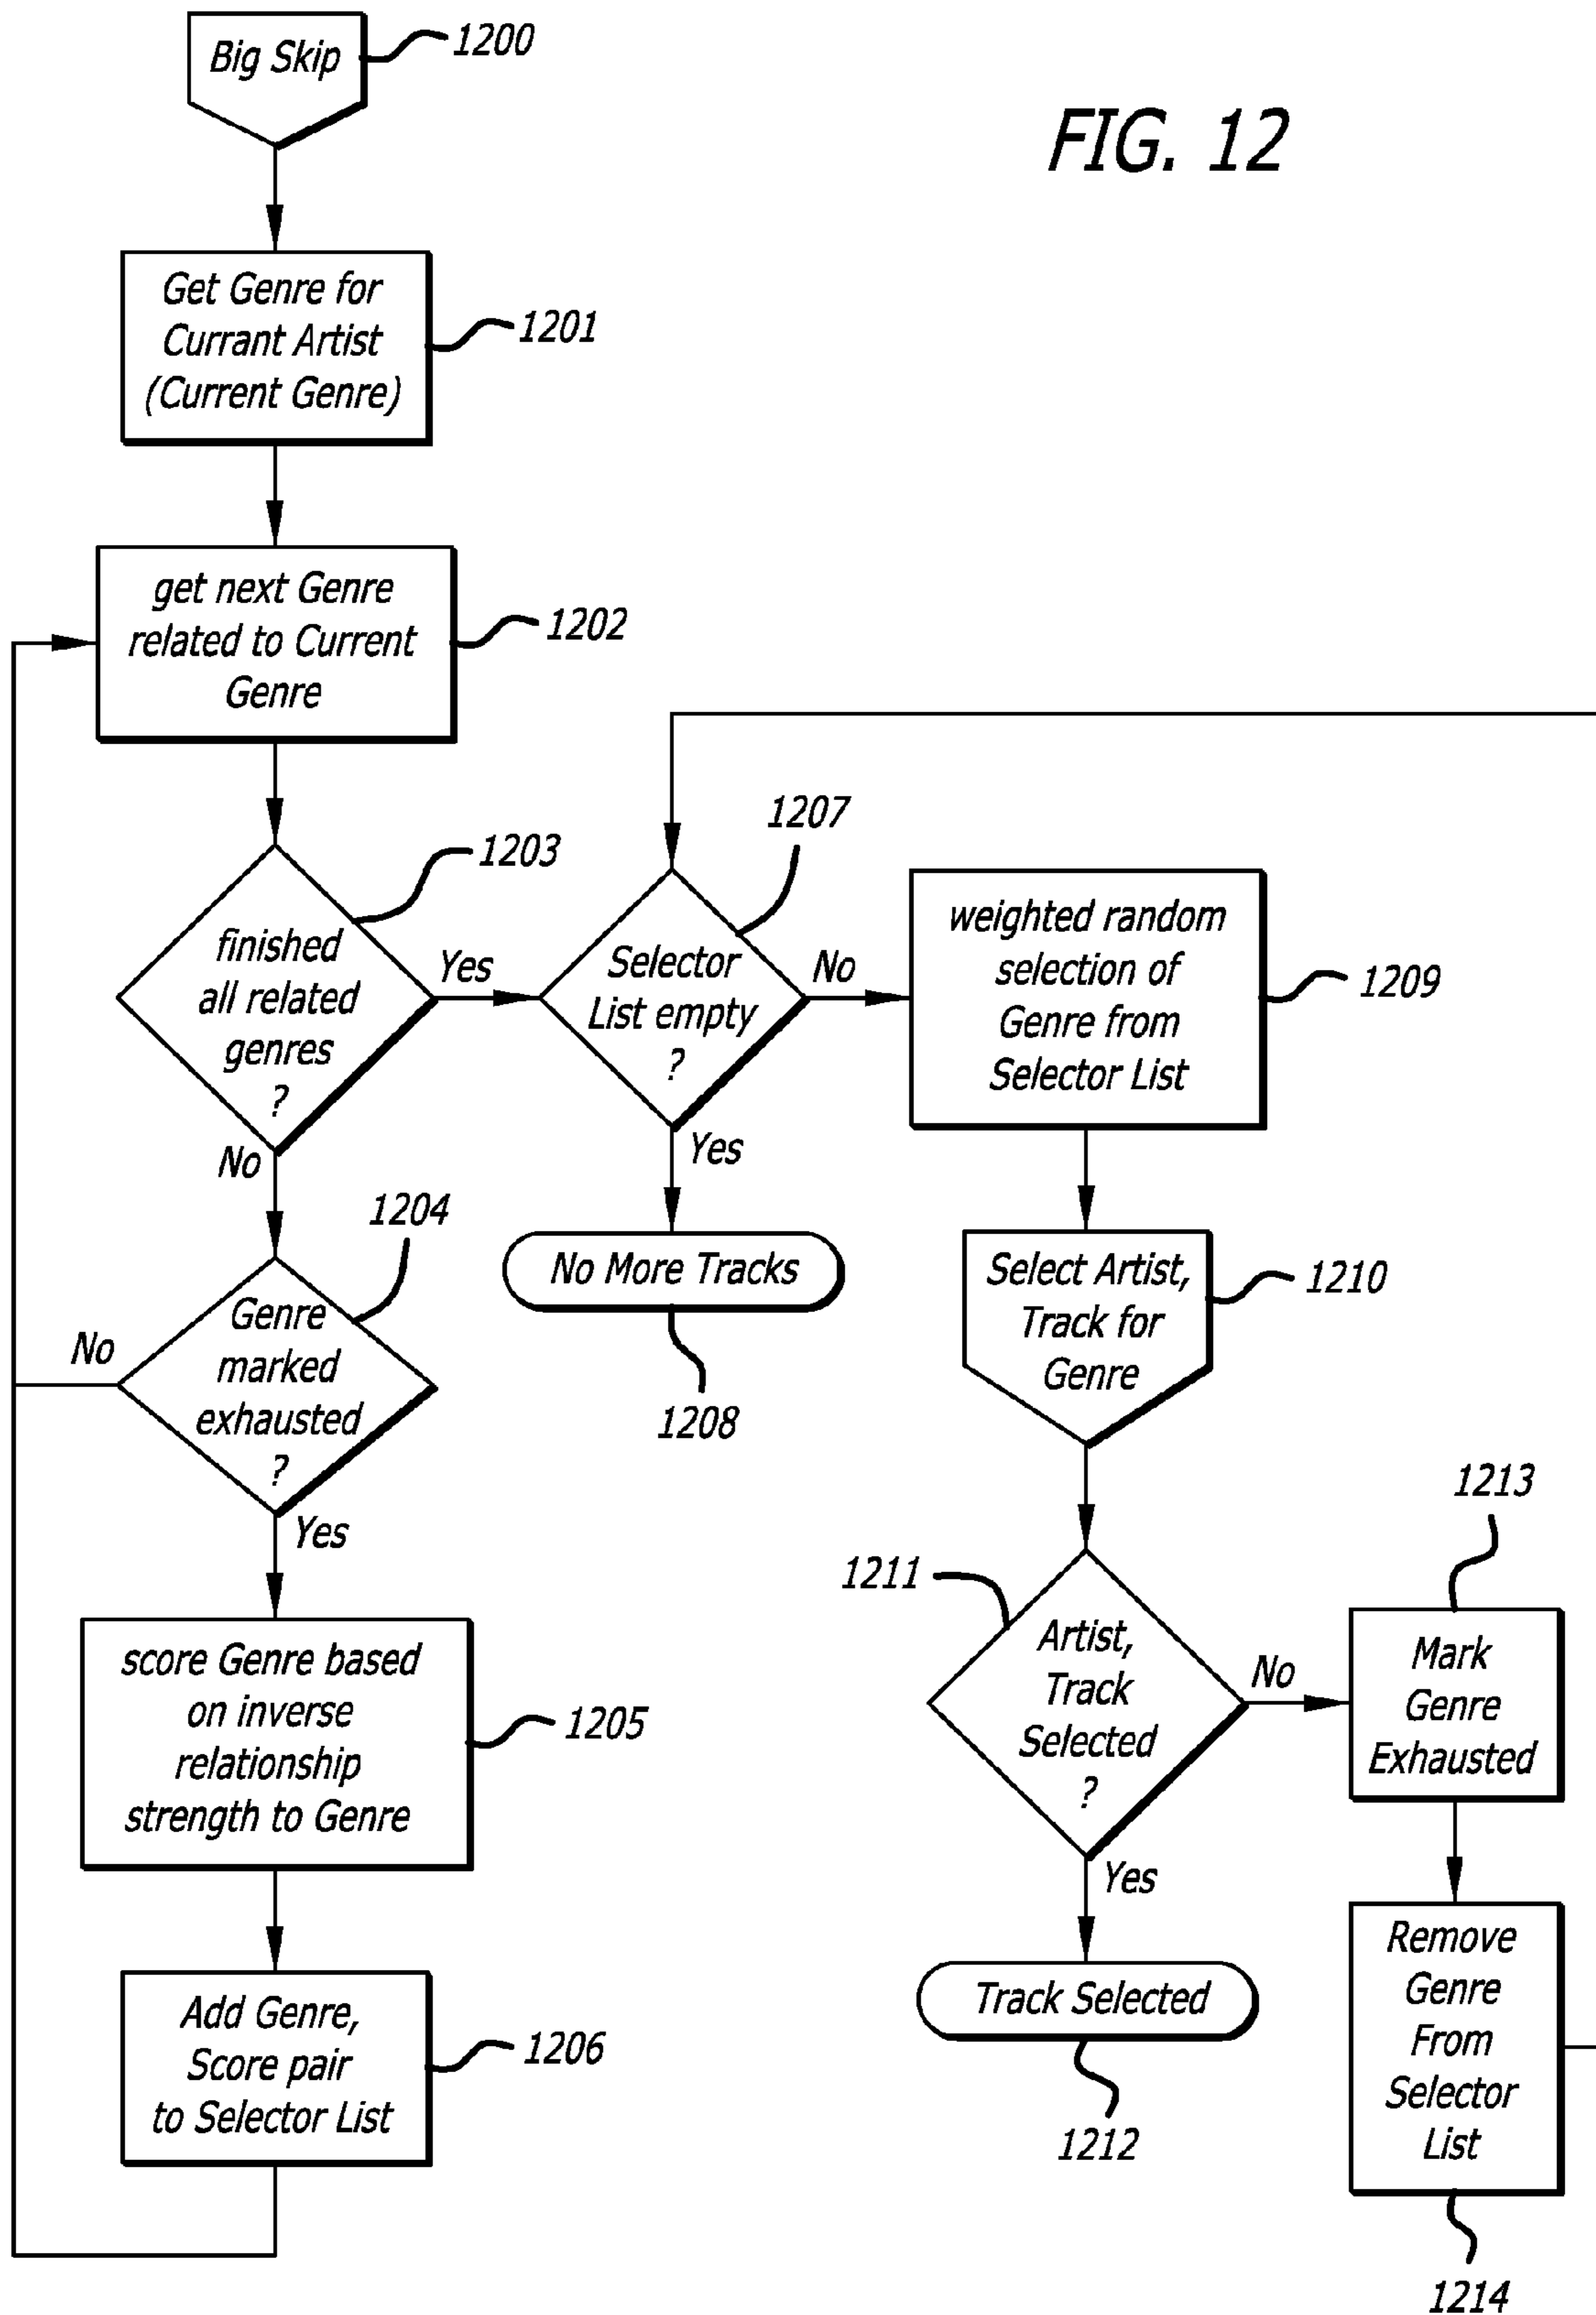 Big Skip
1200
FIG. 12
Get Genre for
Currant Artist
(Current Genre)
1201
get next Genre
related to Current
Genre
1202
finished
all related
genres
?
1203
Yes
No
Genre
marked
exhausted
?
1204
No
Yes
score Genre based
on inverse
relationship
strength to Genre
1205
Add Genre,
Score pair
to Selector List
1206
Selector
List empty
?
1207
No
Yes
No More Tracks
1208
weighted random
selection of
Genre from
Selector List
1209
Select Artist,
Track for
Genre
1210
Artist,
Track
Selected
?
1211
No
Yes
Track Selected
1212
Mark
Genre
Exhausted
1213
Remove
Genre
From
Selector
List
1214